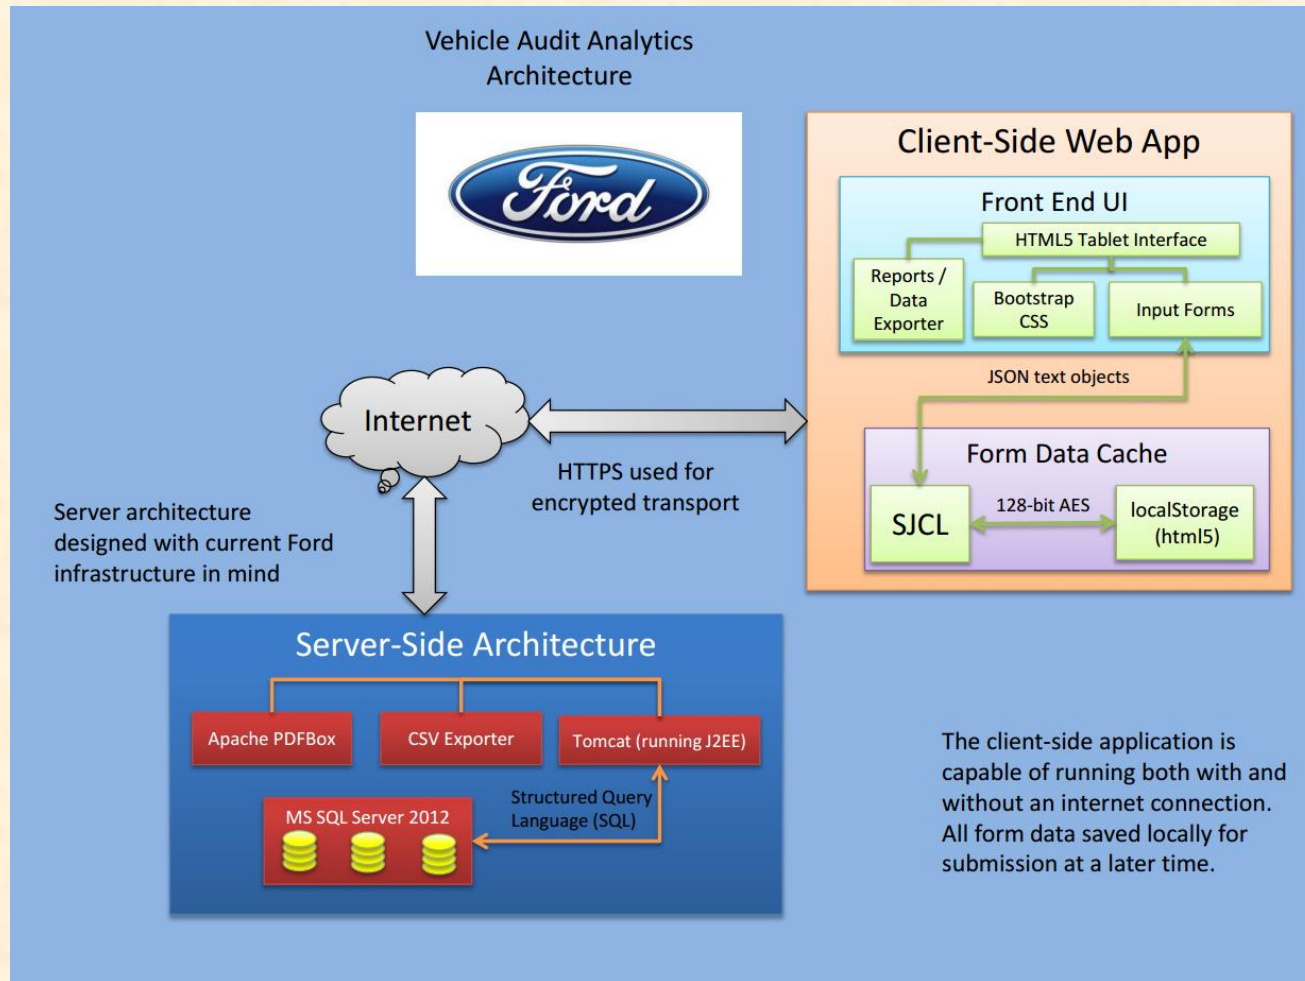 Vehicle Audit Analytics
Architecture
Ford
Client-Side Web App
Front End UI
HTML5 Tablet Interface
Reports /
Data
Exporter
Bootstrap
CSS
Input Forms
JSON text objects
Form Data Cache
SJCL
128-bit AES
localStorage
(html5)
Internet
HTTPS used for
encrypted transport
Server architecture
designed with current Ford
infrastructure in mind
Server-Side Architecture
Apache PDFBox
CSV Exporter
Tomcat (running J2EE)
Structured Query
Language (SQL)
MS SQL Server 2012
The client-side application is
capable of running both with and
without an internet connection.
All form data saved locally for
submission at a later time.